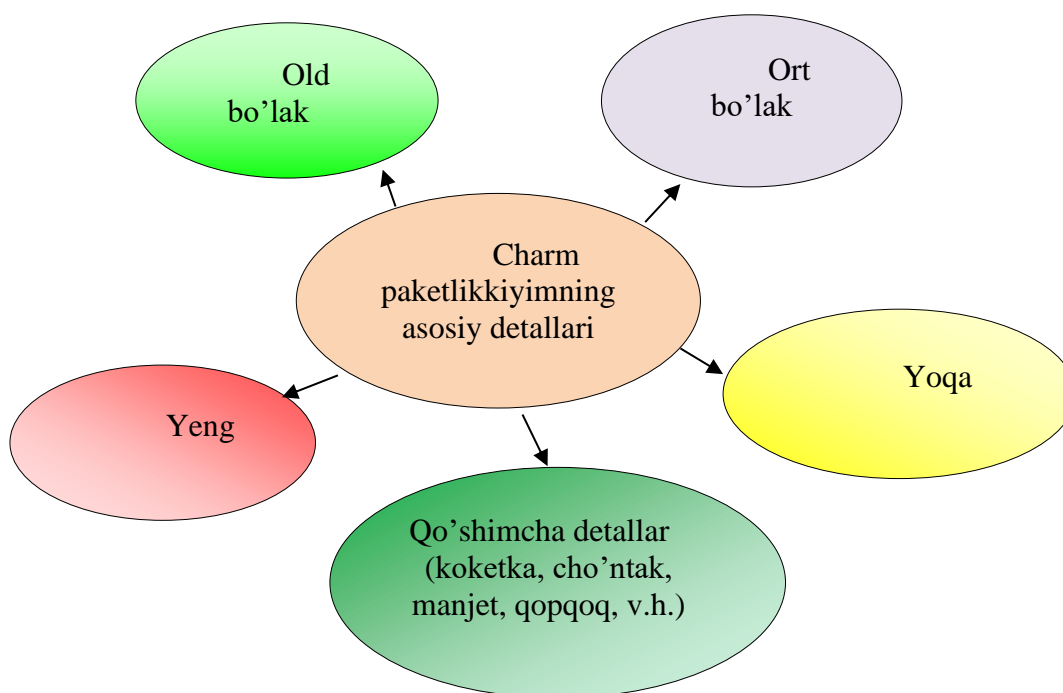 Old
bo’lak
Ort
bo’lak
Charm
paketlikkiyimning
asosiy detallari
Yoqa
Yeng
Qo’shimcha detallar
(koketka, cho’ntak,
manjet, qopqoq, v.h.)